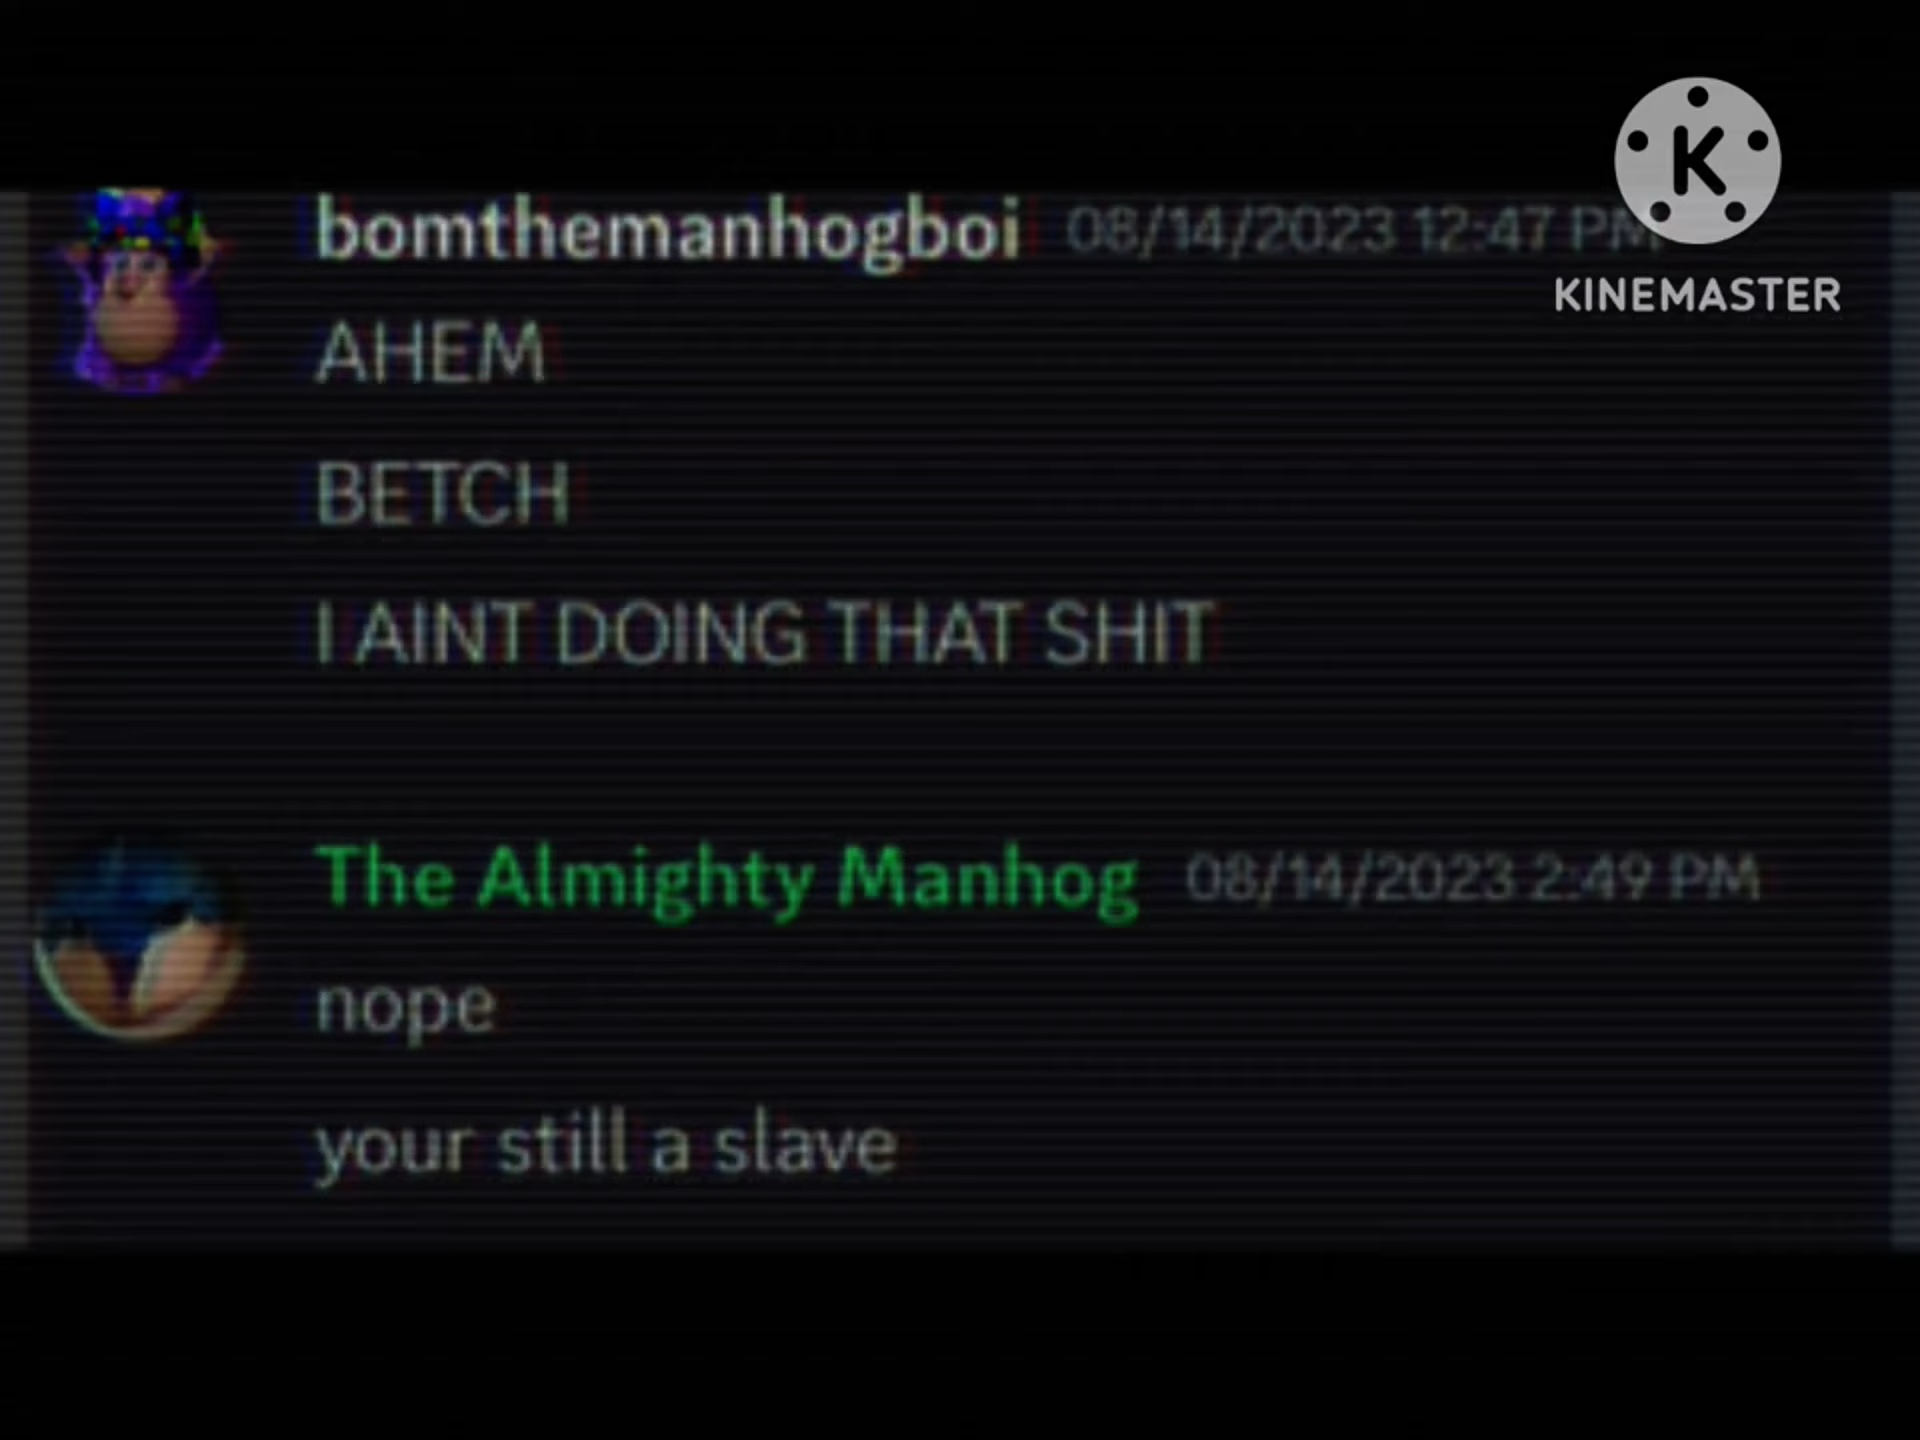 bomthemanhogboi 08/14/2023 12:47 PM
K
KINEMASTER
AHEM
BETCH
I AINT DOING THAT SHIT
The Almighty Manhog 08/14/2023 2:49 PM
nope
your still a slave